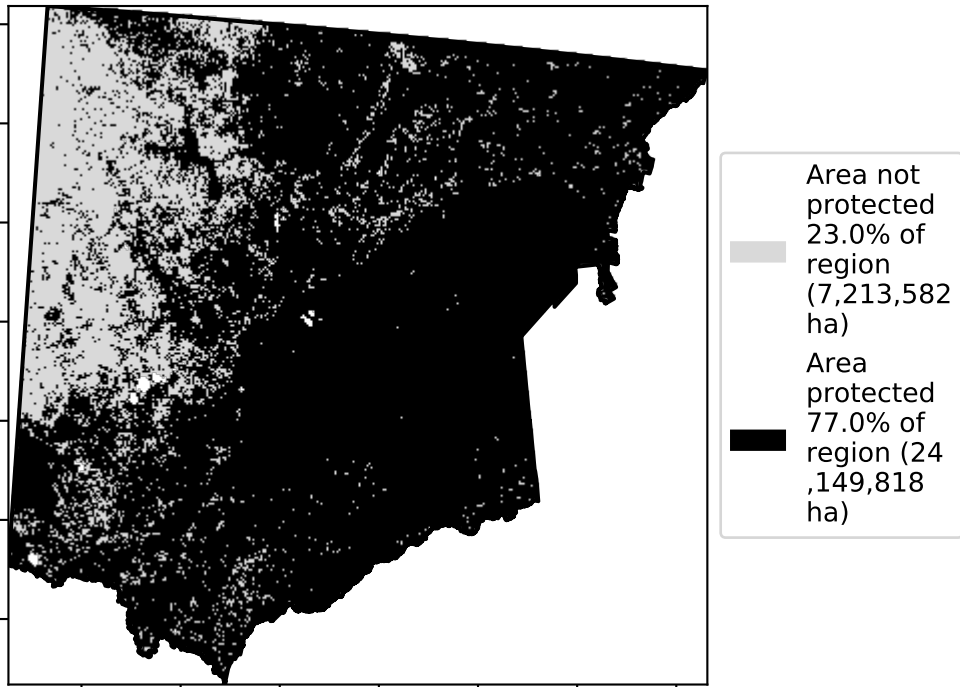 Area not
protected
23.0% of
region
(7,213,582
ha)
Area
protected
77.0% of
region (24
,149,818
ha)